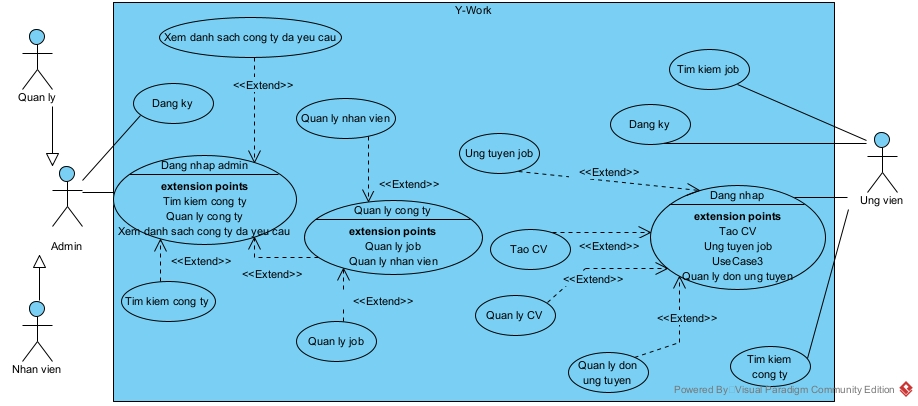 Y-Work
Xem danh sach cong ty da yeu cau
<<Extend>>
Quan ly
Dang ky
Quan ly nhan vien
Tim kiem job
Dang ky
Ung tuyen job
<<Extend>>
<<Extend>>
Dang nhap admin
extension points
Tim kiem cong ty
Quan ly cong ty
Xem danh sach cong ty da yeu cau
Admin
Quan ly cong ty
extension points
Quan ly job
Quan ly nhan vien
Dang nhap
extension points
Tao CV
Ung tuyen job
UseCase3
Quan ly don ung tuyen
Ung vien
Tao CV
<<Extend>>
<<Extend>>
<<Extend>>
Tim kiem cong ty
<<Extend>>
Quan ly CV
<<Extend>>
<<Extend>>
Quan ly job
Nhan vien
Quan ly don
ung tuyen
Tim kiem
cong ty
Powered By Visual Paradigm Community Edition